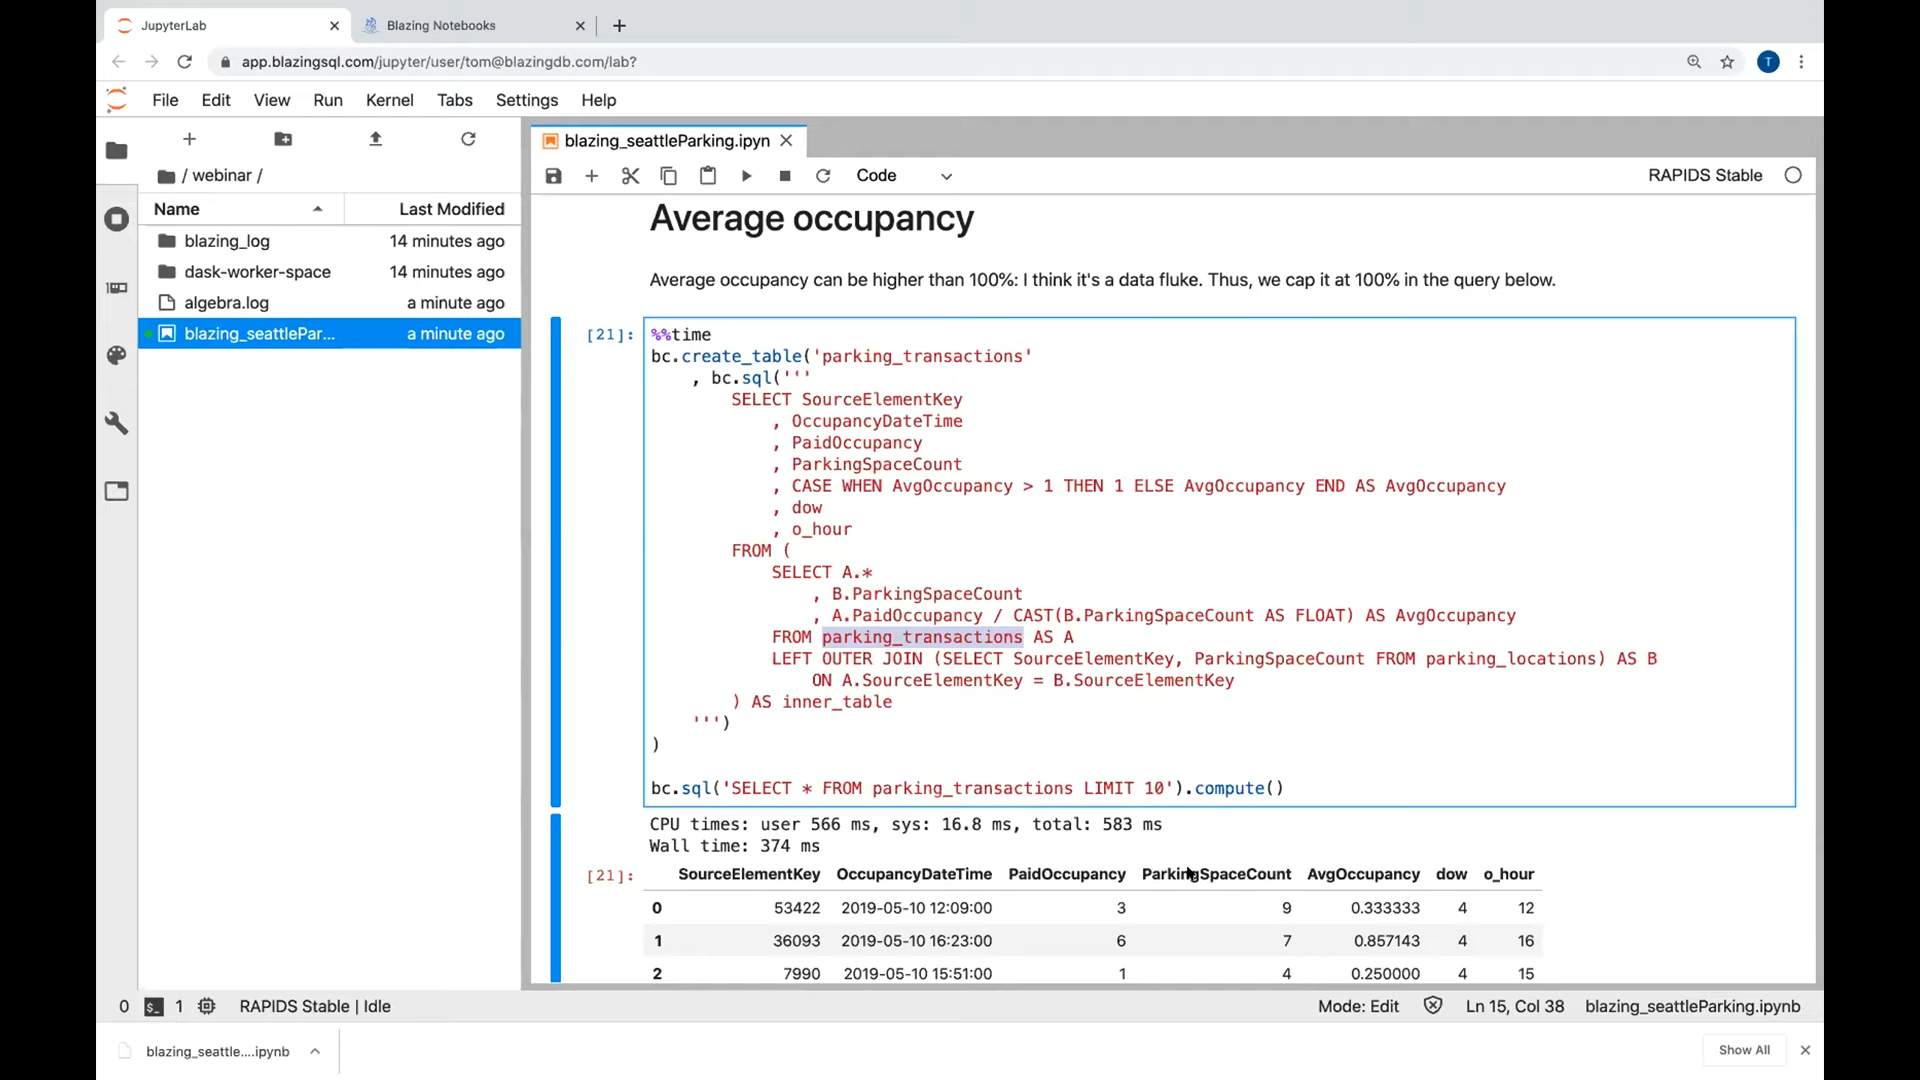 JupyterLab
Blazing Notebooks
app.blazingsql.com/jupyter/user/tom@blazingdb.com/lab?
T
File Edit View Run Kernel Tabs Settings Help
/ webinar /
Name Last Modified
blazing_log 14 minutes ago
dask-worker-space 14 minutes ago
algebra.log a minute ago
blazing_seattlePar... a minute ago
blazing_seattleParking.ipyn
Code
RAPIDS Stable
Average occupancy
Average occupancy can be higher than 100%: I think it's a data fluke. Thus, we cap it at 100% in the query below.
[21]: %%time
bc.create_table('parking_transactions'
, bc.sql('''
SELECT SourceElementKey
, OccupancyDateTime
, PaidOccupancy
, ParkingSpaceCount
, CASE WHEN AvgOccupancy > 1 THEN 1 ELSE AvgOccupancy END AS AvgOccupancy
, dow
, o_hour
FROM (
SELECT A.*
, B.ParkingSpaceCount
, A.PaidOccupancy / CAST(B.ParkingSpaceCount AS FLOAT) AS AvgOccupancy
FROM parking_transactions AS A
LEFT OUTER JOIN (SELECT SourceElementKey, ParkingSpaceCount FROM parking_locations) AS B
ON A.SourceElementKey = B.SourceElementKey
) AS inner_table
''')
)
bc.sql('SELECT * FROM parking_transactions LIMIT 10').compute()
CPU times: user 566 ms, sys: 16.8 ms, total: 583 ms
Wall time: 374 ms
[21]: SourceElementKey OccupancyDateTime PaidOccupancy ParkingSpaceCount AvgOccupancy dow o_hour
0 53422 2019-05-10 12:09:00 3 9 0.333333 4 12
1 36093 2019-05-10 16:23:00 6 7 0.857143 4 16
2 7990 2019-05-10 15:51:00 1 4 0.250000 4 15
0 $_ 1 RAPIDS Stable | Idle Mode: Edit Ln 15, Col 38 blazing_seattleParking.ipynb
blazing_seattle....ipynb Show All